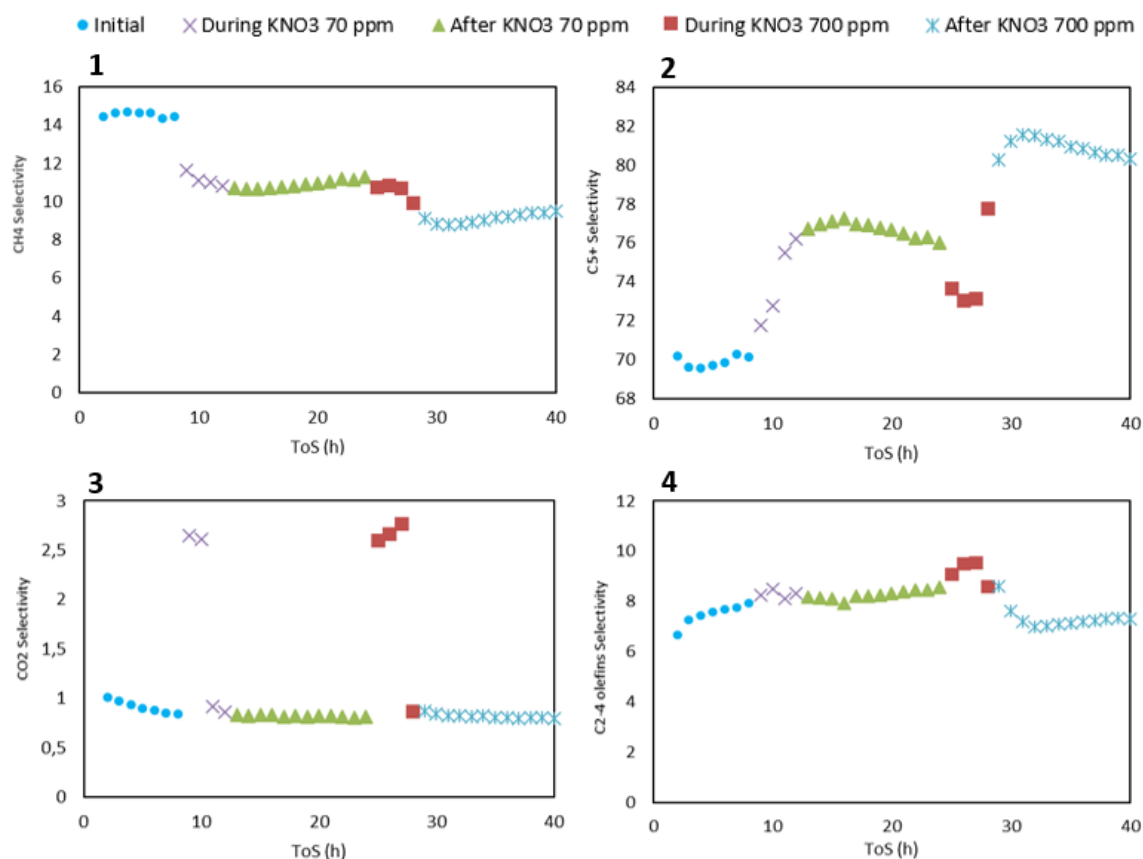 Initial During KNO3 70 ppm After KNO3 70 ppm During KNO3 700 ppm After KNO3 700 ppm
1
16
14
12
10
8
6
4
2
0
CH4 Selectivity
0 10 20 30 40
ToS (h)
2
84
82
80
78
76
74
72
70
68
C5+ Selectivity
0 10 20 30 40
ToS (h)
3
3
2,5
2
1,5
1
0,5
0
CO2 Selectivity
0 10 20 30 40
ToS (h)
4
12
10
8
6
4
2
0
C2-4 olefins Selectivity
0 10 20 30 40
ToS (h)